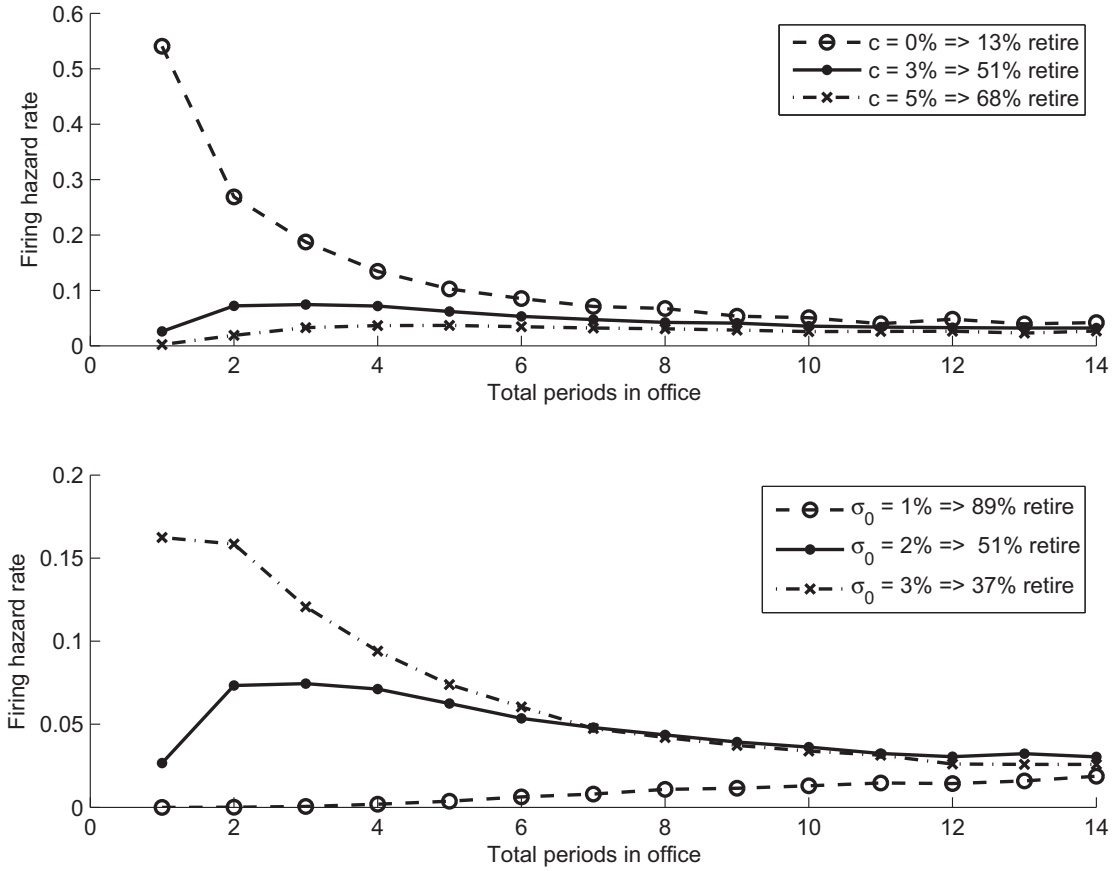 0.6
0.5
0.4
0.3
0.2
0.1
0
Firing hazard rate
c = 0% => 13% retire
c = 3% => 51% retire
c = 5% => 68% retire
0 2 4 6 8 10 12 14
Total periods in office
0.2
0.15
0.1
0.05
0
Firing hazard rate
σ0 = 1% => 89% retire
σ0 = 2% => 51% retire
σ0 = 3% => 37% retire
0 2 4 6 8 10 12 14
Total periods in office